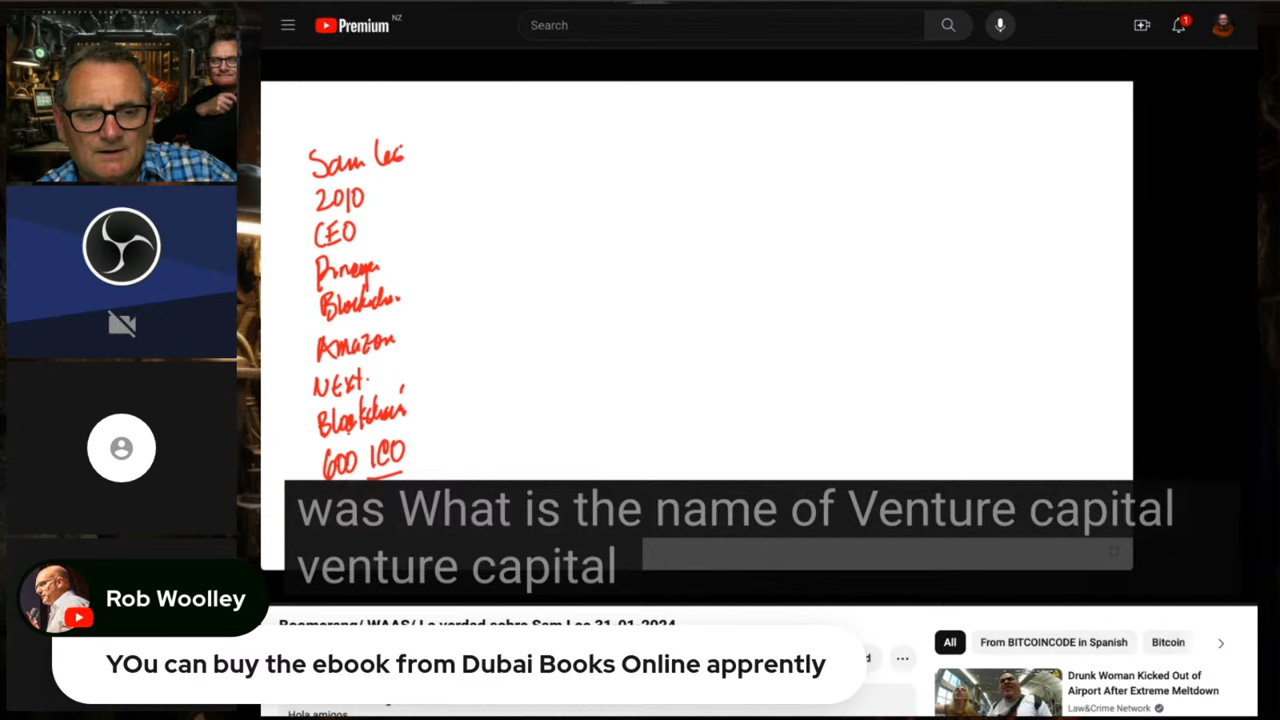 Premium NZ
Search
1
Sam Lee
2010
CEO
Blockchai
Amazon
Next.
Blockchain
600 ICO
was What is the name of Venture capital
venture capital
Rob Woolley
YOu can buy the ebook from Dubai Books Online apprently
Boomerang/ WAAS/ La verdad sobre Sam Lee 31-01-2024
d
Hola amigos
All
From BITCOINCODE in Spanish
Bitcoin
Drunk Woman Kicked Out of
Airport After Extreme Meltdown
Law&Crime Network